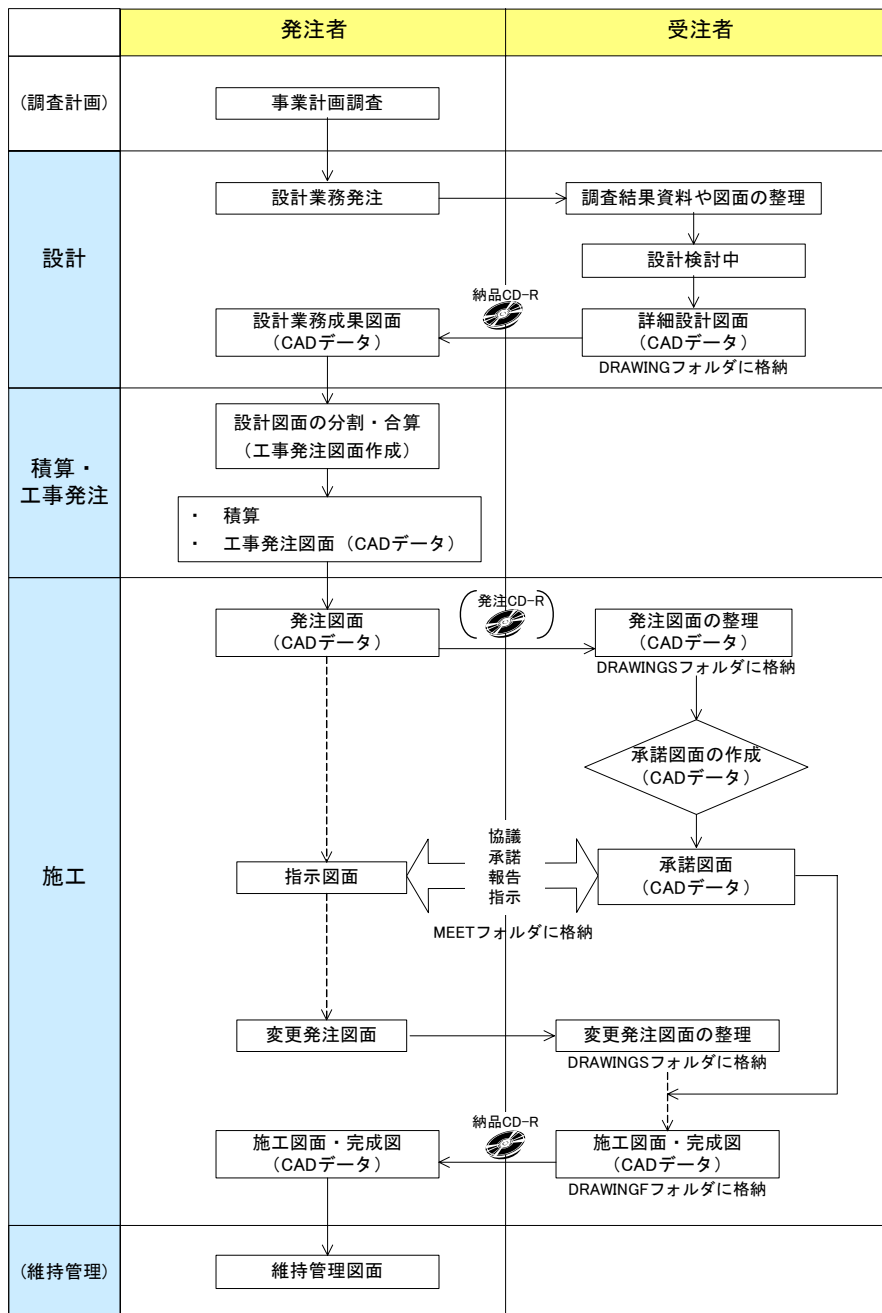 発注者
受注者
(調査計画)
事業計画調査
設計
設計業務発注
調査結果資料や図面の整理
設計検討中
納品CD-R
設計業務成果図面
(CADデータ)
詳細設計図面
(CADデータ)
DRAWINGフォルダに格納
積算・
工事発注
設計図面の分割・合算
(工事発注図面作成)
・ 積算
・ 工事発注図面(CADデータ)
施工
発注図面
(CADデータ)
(発注CD-R)
発注図面の整理
(CADデータ)
DRAWINGSフォルダに格納
承諾図面の作成
(CADデータ)
指示図面
協議
承諾
報告
指示
承諾図面
(CADデータ)
MEETフォルダに格納
変更発注図面
変更発注図面の整理
DRAWINGSフォルダに格納
納品CD-R
施工図面・完成図
(CADデータ)
施工図面・完成図
(CADデータ)
DRAWINGFフォルダに格納
(維持管理)
維持管理図面